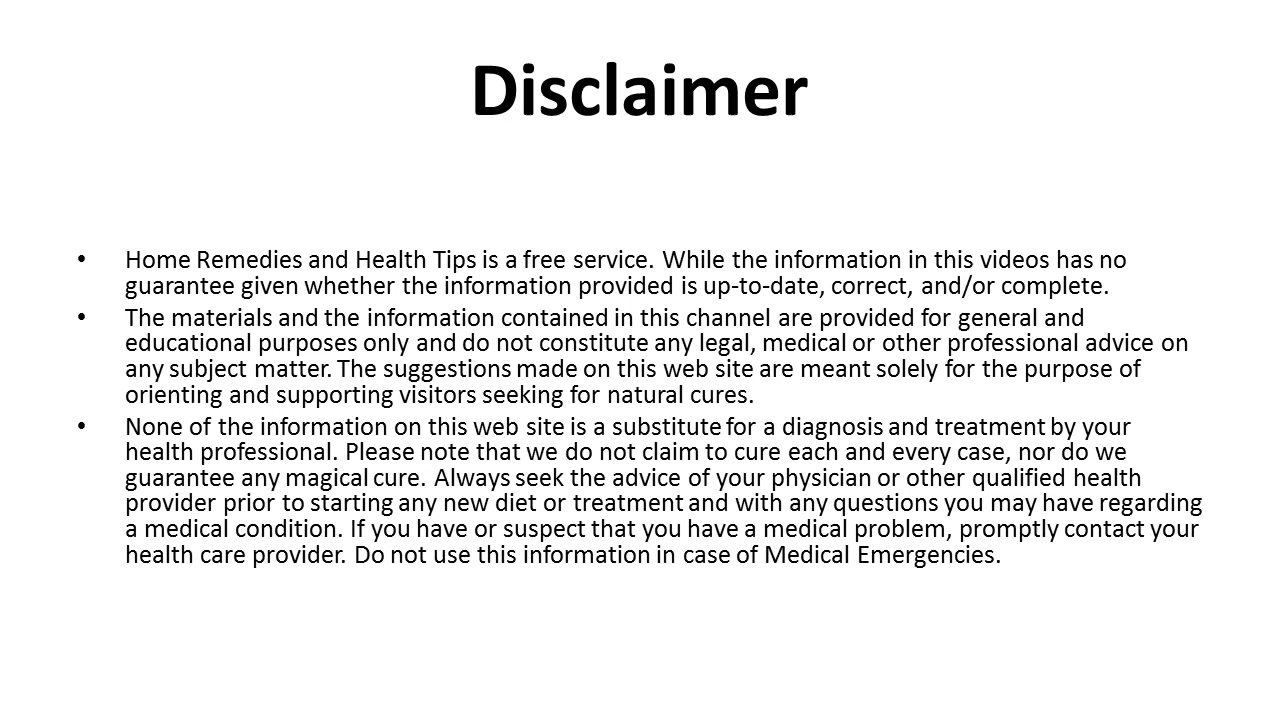 Disclaimer
• Home Remedies and Health Tips is a free service. While the information in this videos has no
guarantee given whether the information provided is up-to-date, correct, and/or complete.
• The materials and the information contained in this channel are provided for general and
educational purposes only and do not constitute any legal, medical or other professional advice on
any subject matter. The suggestions made on this web site are meant solely for the purpose of
orienting and supporting visitors seeking for natural cures.
• None of the information on this web site is a substitute for a diagnosis and treatment by your
health professional. Please note that we do not claim to cure each and every case, nor do we
guarantee any magical cure. Always seek the advice of your physician or other qualified health
provider prior to starting any new diet or treatment and with any questions you may have regarding
a medical condition. If you have or suspect that you have a medical problem, promptly contact your
health care provider. Do not use this information in case of Medical Emergencies.